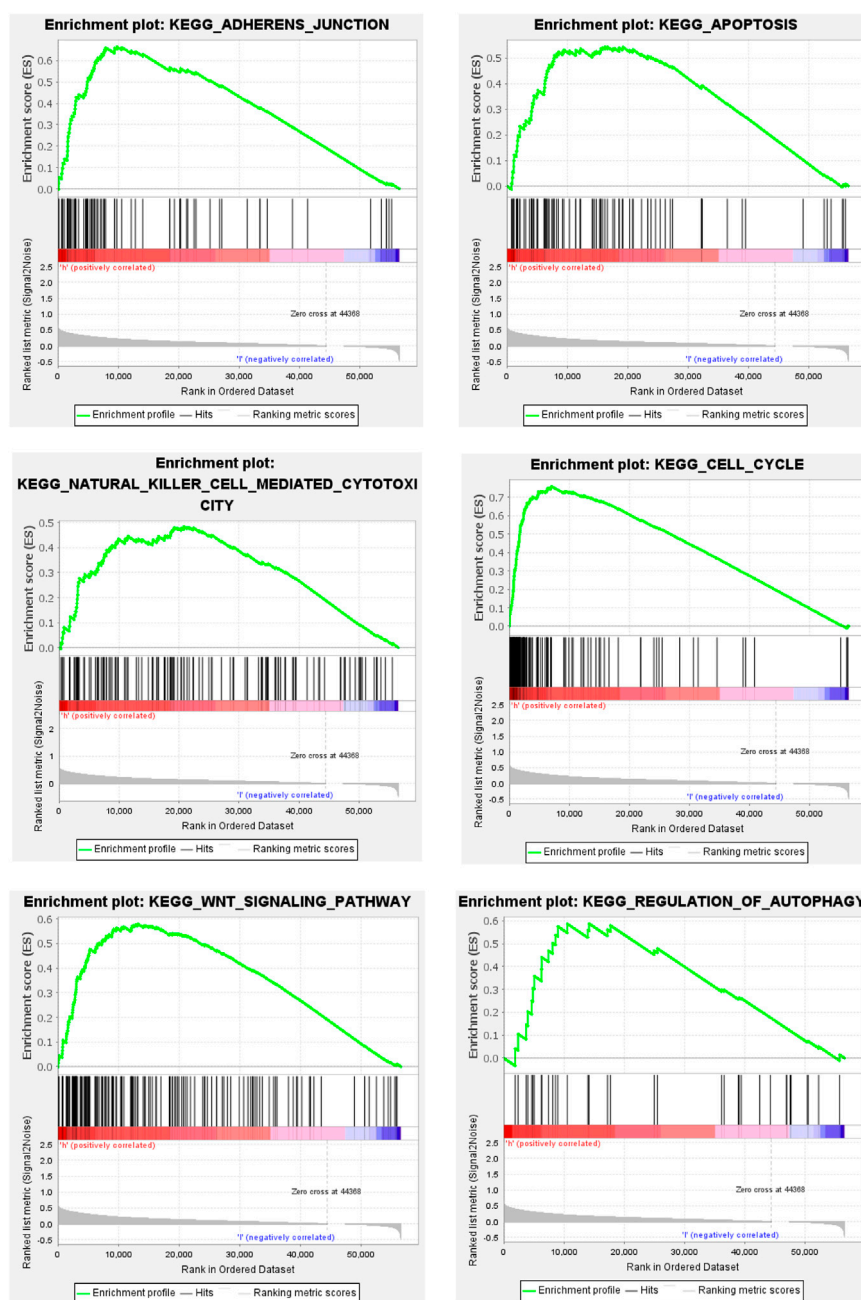 Enrichment plot: KEGG_ADHERENS_JUNCTION
Enrichment score (ES)
0.6
0.5
0.4
0.3
0.2
0.1
0.0
Ranked list metric (Signal2Noise)
2.5
2.0
1.5
1.0
0.5
0.0
-0.5
'h' (positively correlated)
Zero cross at 44368
'l' (negatively correlated)
0 10,000 20,000 30,000 40,000 50,000
Rank in Ordered Dataset
Enrichment profile Hits Ranking metric scores
Enrichment plot: KEGG_APOPTOSIS
Enrichment score (ES)
0.5
0.4
0.3
0.2
0.1
0.0
Ranked list metric (Signal2Noise)
2.5
2.0
1.5
1.0
0.5
0.0
-0.5
'h' (positively correlated)
Zero cross at 44368
'l' (negatively correlated)
0 10,000 20,000 30,000 40,000 50,000
Rank in Ordered Dataset
Enrichment profile Hits Ranking metric scores
Enrichment plot:
KEGG_NATURAL_KILLER_CELL_MEDIATED_CYTOTOXI
CITY
Enrichment score (ES)
0.5
0.4
0.3
0.2
0.1
0.0
Ranked list metric (Signal2Noise)
2
1
0
'h' (positively correlated)
Zero cross at 44368
'l' (negatively correlated)
0 10,000 20,000 30,000 40,000 50,000
Rank in Ordered Dataset
Enrichment profile Hits Ranking metric scores
Enrichment plot: KEGG_CELL_CYCLE
Enrichment score (ES)
0.7
0.6
0.5
0.4
0.3
0.2
0.1
0.0
Ranked list metric (Signal2Noise)
2.5
2.0
1.5
1.0
0.5
0.0
-0.5
'h' (positively correlated)
Zero cross at 44368
'l' (negatively correlated)
0 10,000 20,000 30,000 40,000 50,000
Rank in Ordered Dataset
Enrichment profile Hits Ranking metric scores
Enrichment plot: KEGG_WNT_SIGNALING_PATHWAY
Enrichment score (ES)
0.6
0.5
0.4
0.3
0.2
0.1
0.0
Ranked list metric (Signal2Noise)
2.5
2.0
1.5
1.0
0.5
0.0
-0.5
'h' (positively correlated)
Zero cross at 44368
'l' (negatively correlated)
0 10,000 20,000 30,000 40,000 50,000
Rank in Ordered Dataset
Enrichment profile Hits Ranking metric scores
Enrichment plot: KEGG_REGULATION_OF_AUTOPHAGY
Enrichment score (ES)
0.6
0.5
0.4
0.3
0.2
0.1
0.0
Ranked list metric (Signal2Noise)
2.5
2.0
1.5
1.0
0.5
0.0
-0.5
'h' (positively correlated)
Zero cross at 44368
'l' (negatively correlated)
0 10,000 20,000 30,000 40,000 50,000
Rank in Ordered Dataset
Enrichment profile Hits Ranking metric scores